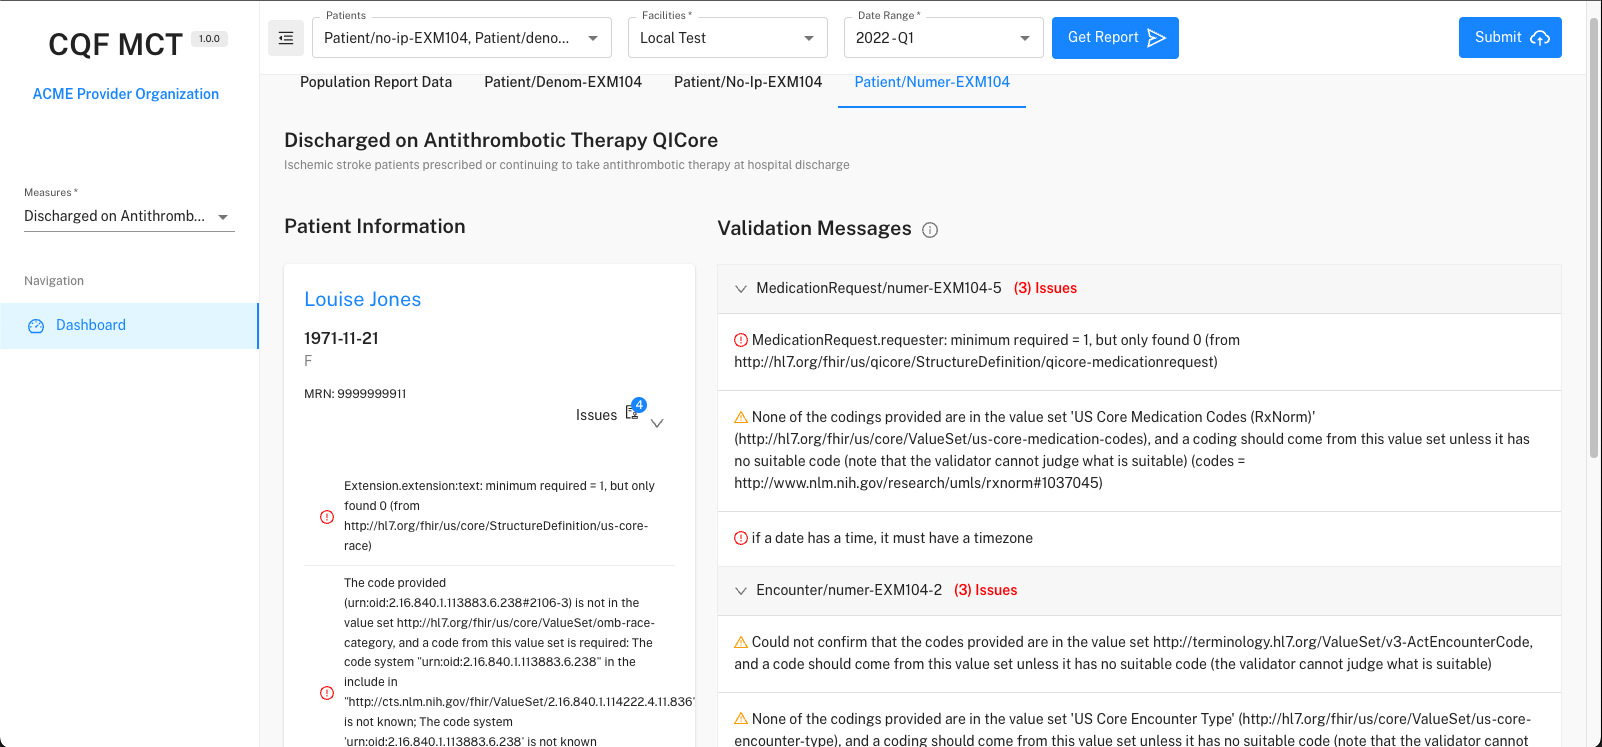 CQF MCT 1.0.0
ACME Provider Organization
Measures *
Discharged on Antithromb...
Navigation
Dashboard
Patients
Patient/no-ip-EXM104, Patient/deno...
Facilities *
Local Test
Date Range *
2022 - Q1
Get Report
Submit
Population Report Data
Patient/Denom-EXM104
Patient/No-Ip-EXM104
Patient/Numer-EXM104
Discharged on Antithrombotic Therapy QICore
Ischemic stroke patients prescribed or continuing to take antithrombotic therapy at hospital discharge
Patient Information
Louise Jones
1971-11-21
F
MRN: 9999999911
Issues 4
Extension.extension:text: minimum required = 1, but only
found 0 (from
http://hl7.org/fhir/us/core/StructureDefinition/us-core-
race)
The code provided
(urn:oid:2.16.840.1.113883.6.238#2106-3) is not in the
value set http://hl7.org/fhir/us/core/ValueSet/omb-race-
category, and a code from this value set is required: The
code system "urn:oid:2.16.840.1.113883.6.238" in the
include in
"http://cts.nlm.nih.gov/fhir/ValueSet/2.16.840.1.114222.4.11.836"
is not known; The code system
'urn:oid:2.16.840.1.113883.6.238' is not known
Validation Messages
MedicationRequest/numer-EXM104-5 (3) Issues
MedicationRequest.requester: minimum required = 1, but only found 0 (from
http://hl7.org/fhir/us/qicore/StructureDefinition/qicore-medicationrequest)
None of the codings provided are in the value set 'US Core Medication Codes (RxNorm)'
(http://hl7.org/fhir/us/core/ValueSet/us-core-medication-codes), and a coding should come from this value set unless it has
no suitable code (note that the validator cannot judge what is suitable) (codes =
http://www.nlm.nih.gov/research/umls/rxnorm#1037045)
if a date has a time, it must have a timezone
Encounter/numer-EXM104-2 (3) Issues
Could not confirm that the codes provided are in the value set http://terminology.hl7.org/ValueSet/v3-ActEncounterCode,
and a code should come from this value set unless it has no suitable code (the validator cannot judge what is suitable)
None of the codings provided are in the value set 'US Core Encounter Type' (http://hl7.org/fhir/us/core/ValueSet/us-core-
encounter-type), and a coding should come from this value set unless it has no suitable code (note that the validator cannot